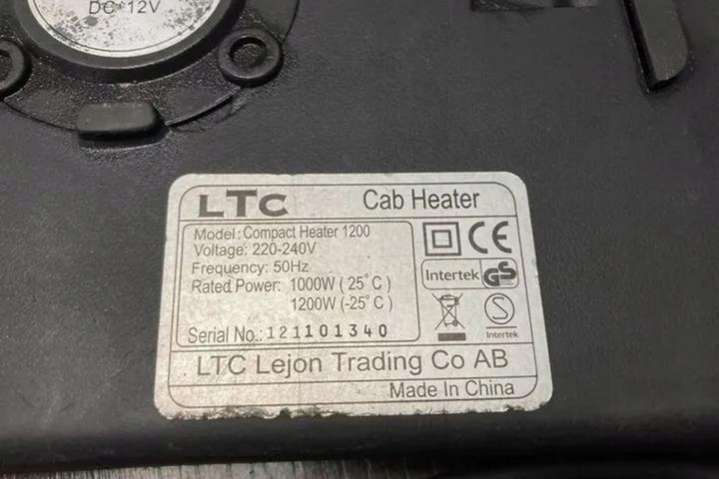 DC 12V
LTC Cab Heater
Model: Compact Heater 1200
Voltage: 220-240V
Frequency: 50Hz
Rated Power: 1000W (25°C)
1200W (-25°C)
Serial No.: 121101340
CE
Intertek GS
S
Intertek
LTC Lejon Trading Co AB
Made In China